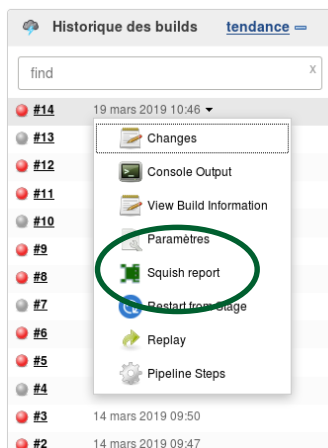 Historique des builds tendance
find x
#14 19 mars 2019 10:46
#13 Changes
#12 Console Output
#11 View Build Information
#10 Paramètres
#9 Squish report
#8 Restart from Stage
#7 Replay
#6 Pipeline Steps
#5
#4
#3 14 mars 2019 09:50
#2 14 mars 2019 09:47